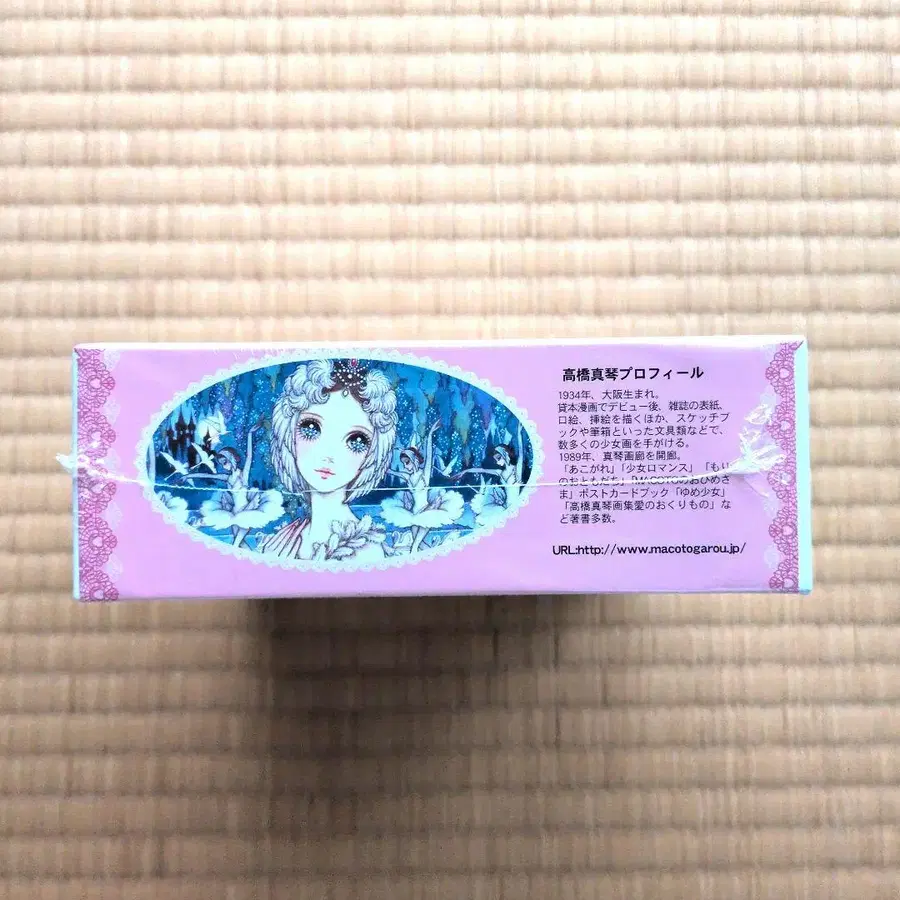 高橋真琴プロフィール
1934年、大阪生まれ。
貸本漫画でデビュー後、雑誌の表紙、
口絵、挿絵を描くほか、スケッチブ
ックや筆箱といった文具類などで、
数多くの少女画を手がける。
1989年、真琴画廊を開廊。
「あこがれ」「少女ロマンス」「もり
のおともだち」「MACOTOのおひめさ
ま」ポストカードブック「ゆめ少女」
「高橋真琴画集愛のおくりもの」な
ど著書多数。
URL:http://www.macotogarou.jp/